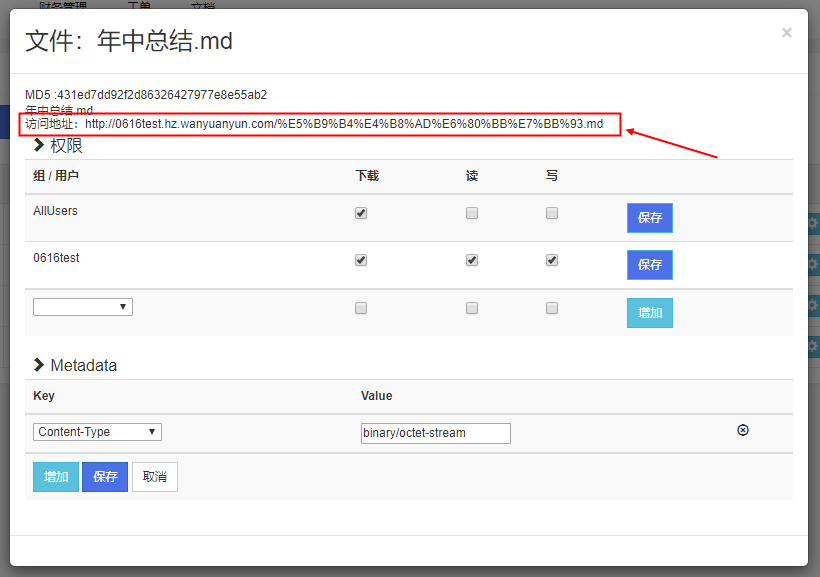 财务管理 工单 文档
文件：年中总结.md ×
MD5 :431ed7dd92f2d86326427977e8e55ab2
年中总结.md
访问地址：http://0616test.hz.wanyuanyun.com/%E5%B9%B4%E4%B8%AD%E6%80%BB%E7%BB%93.md
权限
组 / 用户 下载 读 写
AllUsers 保存
0616test 保存
增加
Metadata
Key Value
Content-Type binary/octet-stream
增加 保存 取消